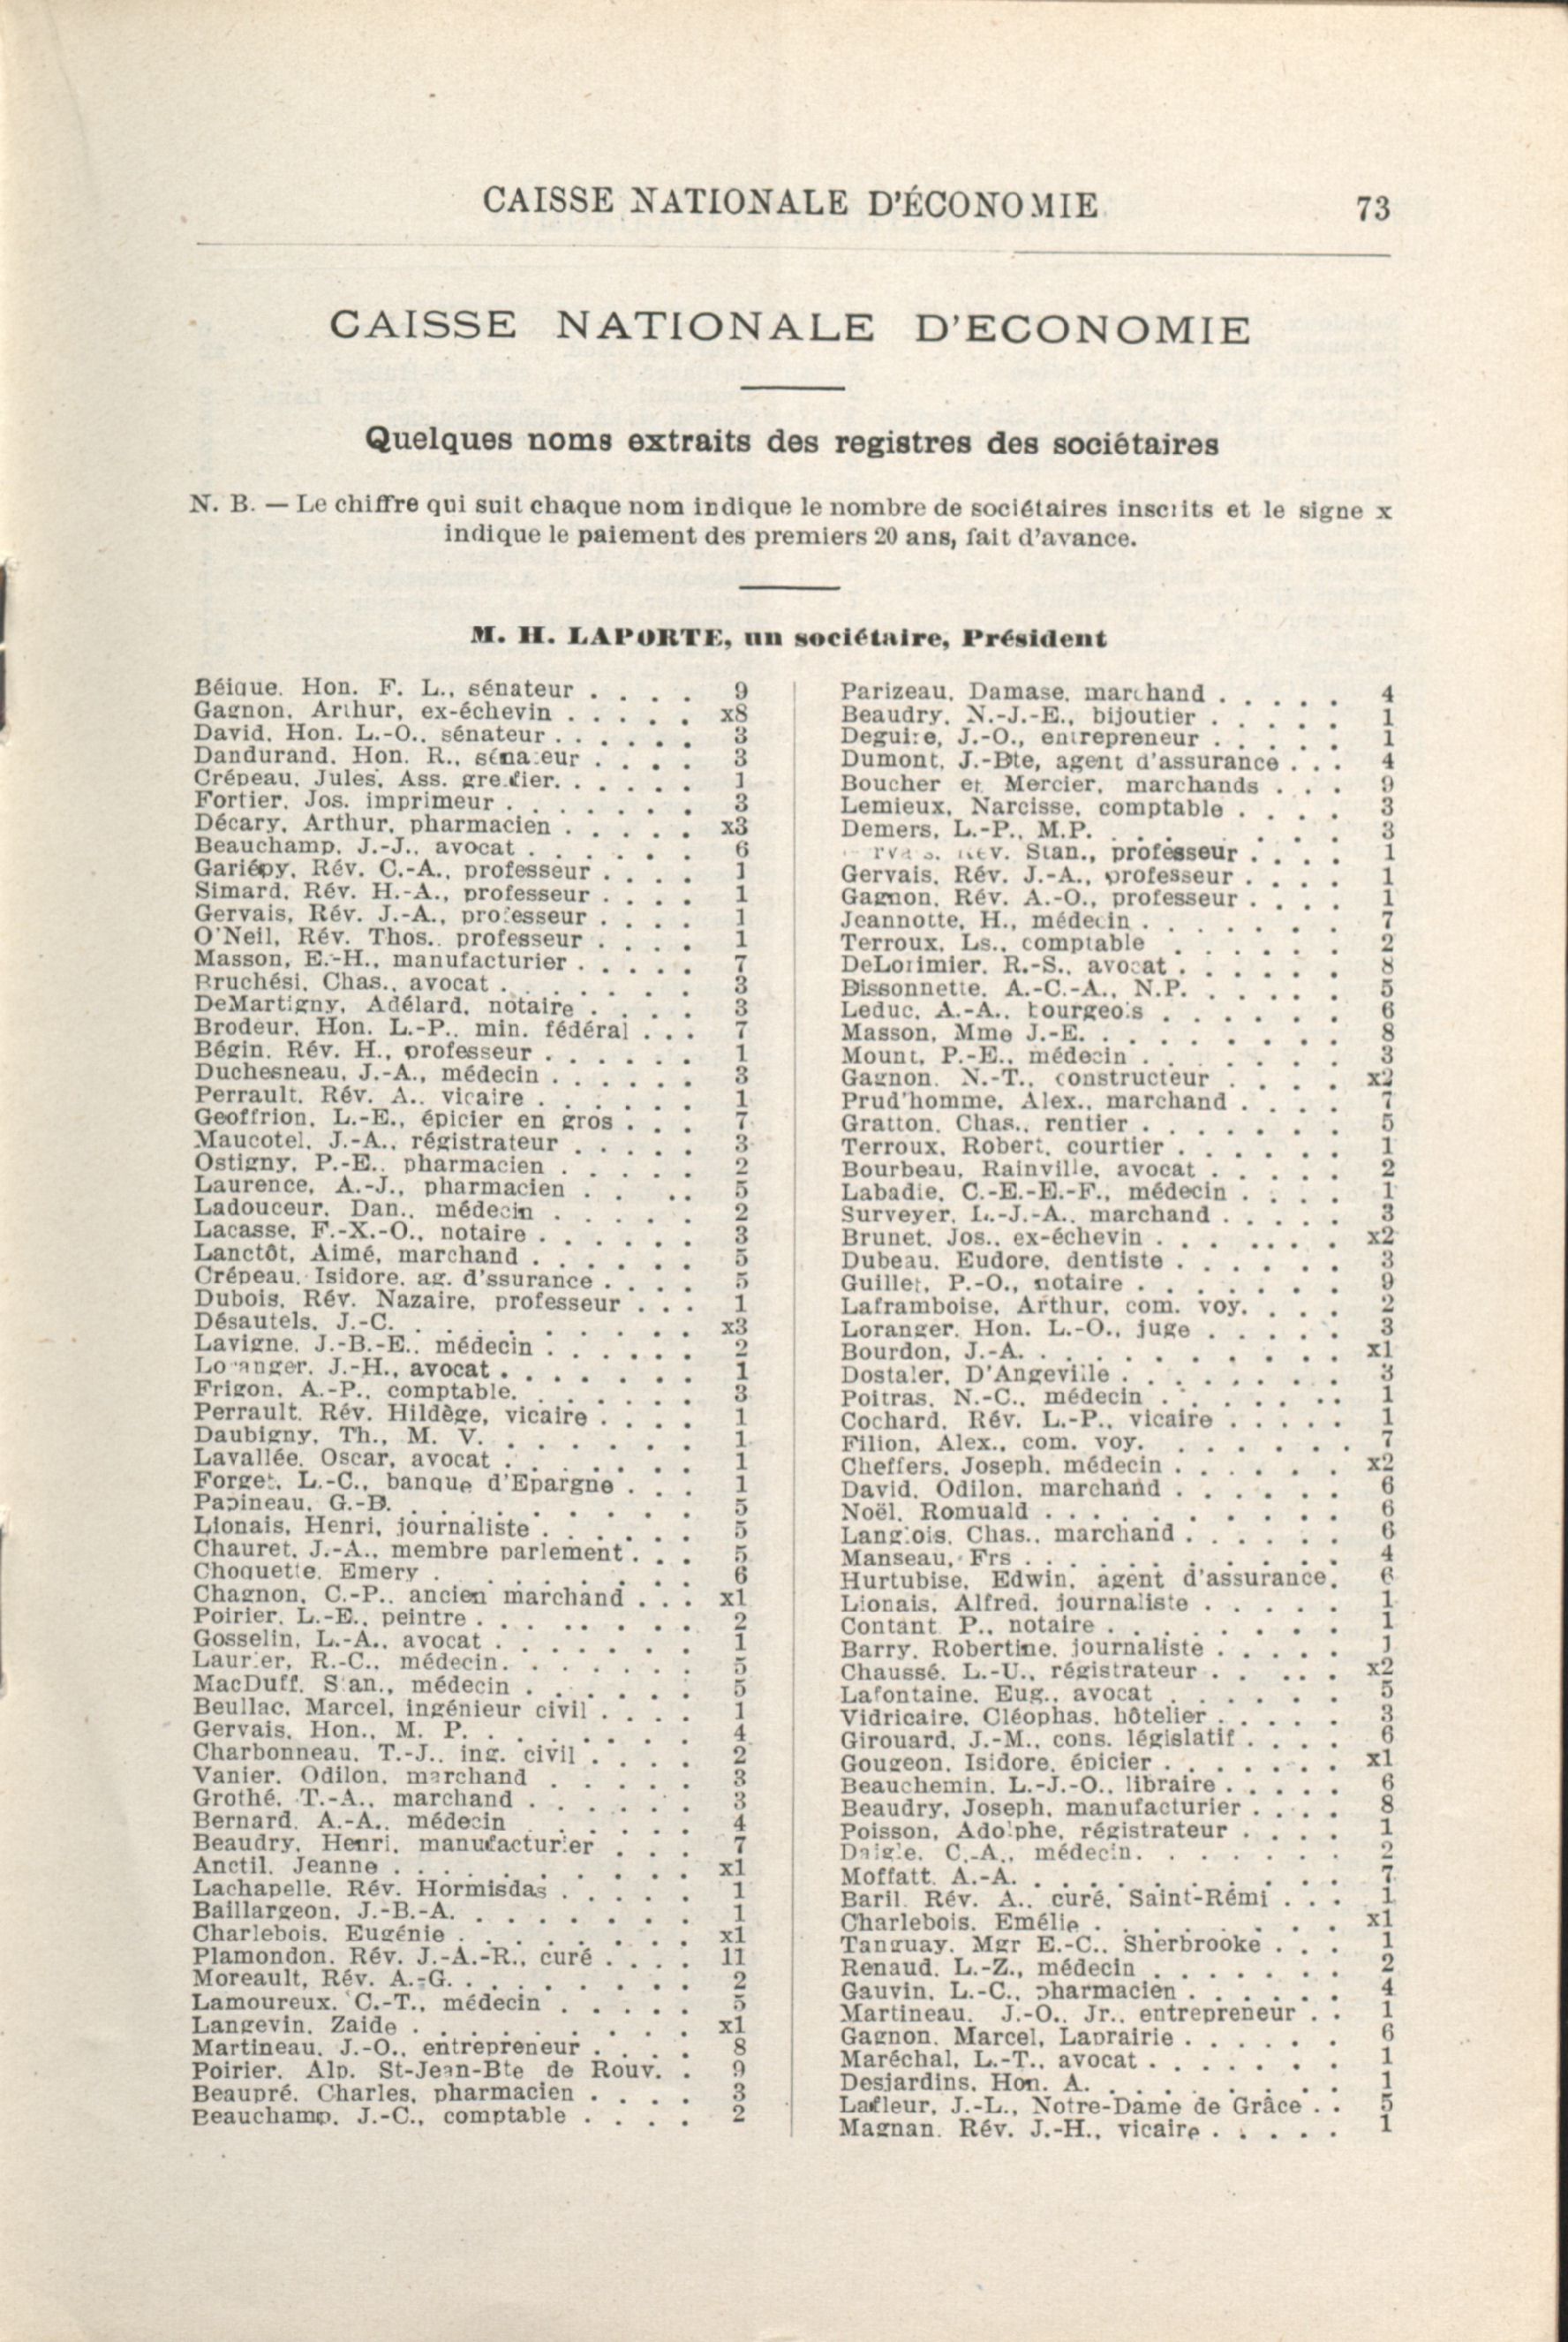 CAISSE NATIONALE D'ÉCONOMIE 73
CAISSE NATIONALE D'ECONOMIE
Quelques noms extraits des registres des sociétaires
N. B. — Le chiffre qui suit chaque nom indique le nombre de sociétaires inscrits et le signe x
indique le paiement des premiers 20 ans, fait d'avance.
M. H. LAPORTE, un sociétaire, Président
Béique. Hon. F. L., sénateur . . . . 9
Gagnon. Arthur, ex-échevin . . . . . x8
David. Hon. L.-O.. sénateur . . . . . . 3
Dandurand. Hon. R., sénateur . . . . 3
Crépeau. Jules. Ass. greffier. . . . . . 1
Fortier. Jos. imprimeur . . . . . . . 3
Décary. Arthur. pharmacien . . . . . x3
Beauchamp. J.-J.. avocat . . . . . . 6
Gariépy. Rév. C.-A.. professeur . . . . 1
Simard. Rév. H.-A., professeur . . . . 1
Gervais, Rév. J.-A., professeur . . . . 1
O'Neil, Rév. Thos.. professeur . . . . 1
Masson, E.-H.. manufacturier . . . . . 7
Bruchési. Chas.. avocat . . . . . . . 3
DeMartigny, Adélard. notaire . . . . 3
Brodeur. Hon. L.-P.. min. fédéral . . . 7
Bégin. Rév. H., professeur . . . . . . 1
Duchesneau, J.-A., médecin . . . . . . 3
Perrault. Rév. A.. vicaire . . . . . . 1
Geoffrion, L.-E., épicier en gros . . . 7
Maucotel. J.-A.. régistrateur . . . . . 3
Ostigny. P.-E.. pharmacien . . . . . 2
Laurence, A.-J., pharmacien . . . . 5
Ladouceur. Dan.. médecin . . . . . 2
Lacasse, F.-X.-O.. notaire . . . . . . 3
Lanctôt, Aimé, marchand . . . . . . 5
Crépeau. Isidore. ag. d'ssurance . . . . 5
Dubois. Rév. Nazaire, professeur . . . 1
Désautels. J.-C. . . . . . . . x3
Lavigne. J.-B.-E.. médecin . . . . . . 2
Loranger. J.-H., avocat . . . . . . . 1
Frigon. A.-P.. comptable. . . . . . 3
Perrault. Rév. Hildège, vicaire . . . . 1
Daubigny. Th., M. V. . . . . . . 1
Lavallée. Oscar, avocat . . . . . . 1
Forget. L.-C., banque d'Epargne . . . 1
Papineau. G.-B. . . . . . . . 5
Lionais, Henri, journaliste . . . . . 5
Chauret. J.-A.. membre parlement . . . 5
Choquette. Emery . . . . . . . 6
Chagnon. C.-P.. ancien marchand . . . x1
Poirier. L.-E.. peintre . . . . . . . 2
Gosselin, L.-A.. avocat . . . . . . . 1
Laurier, R.-C.. médecin. . . . . . . 5
MacDuff. Stan., médecin . . . . . . 5
Beullac. Marcel, ingénieur civil . . . . 1
Gervais. Hon., M. P. . . . . . . 4
Charbonneau. T.-J.. ing. civil . . . . 2
Vanier. Odilon. marchand . . . . . 3
Grothé. T.-A.. marchand . . . . . . 3
Bernard. A.-A.. médecin . . . . 4
Beaudry. Henri. manufacturier . . . 7
Anctil. Jeanne . . . . . . . . x1
Lachapelle. Rév. Hormisdas . . . . . 1
Baillargeon. J.-B.-A. . . . . . . 1
Charlebois. Eugénie . . . . . . . x1
Plamondon. Rév. J.-A.-R., curé . . . . 11
Moreault, Rév. A.-G. . . . . . . . 2
Lamoureux. C.-T., médecin . . . . . 5
Langevin. Zaide . . . . . . . . x1
Martineau. J.-O.. entrepreneur . . . . 8
Poirier. Alp. St-Jean-Bte de Rouv. . 9
Beaupré. Charles, pharmacien . . . . 3
Beauchamp. J.-C., comptable . . . . 2
Parizeau. Damase. marchand . . . . . 4
Beaudry. N.-J.-E., bijoutier . . . . . 1
Deguire, J.-O., entrepreneur . . . . . 1
Dumont. J.-Bte, agent d'assurance . . . 4
Boucher et Mercier. marchands . . . 9
Lemieux. Narcisse. comptable . . . . 3
Demers, L.-P., M.P. . . . . . . 3
Rév. Stan., professeur . . . . 1
Gervais. Rév. J.-A.. professeur . . . . 1
Gagnon. Rév. A.-O., professeur . . . . 1
Jeannotte, H., médecin . . . . . . . 7
Terroux. Ls.. comptable . . . . . 2
DeLorimier. R.-S.. avocat . . . . . . 8
Bissonnette. A.-C.-A., N.P. . . . . . 5
Leduc. A.-A.. bourgeois . . . . . . 6
Masson, Mme J.-E. . . . . . . . 8
Mount. P.-E.. médecin . . . . . . 3
Gagnon. N.-T.. constructeur . . . . x2
Prud'homme. Alex.. marchand . . . . 7
Gratton. Chas.. rentier . . . . . . . 5
Terroux. Robert. courtier . . . . . . 1
Bourbeau, Rainville, avocat . . . . . 2
Labadie, C.-E.-E.-F., médecin . . . . 1
Surveyer. L.-J.-A.. marchand . . . . . 3
Brunet. Jos.. ex-échevin . . . . . . . x2
Dubeau. Eudore. dentiste . . . . . . 3
Guillet, P.-O., notaire . . . . . . . 9
Laframboise, Arthur. com. voy. . . . 2
Loranger. Hon. L.-O., juge . . . . . 3
Bourdon, J.-A. . . . . . . . . x1
Dostaler, D'Angeville . . . . . . . 3
Poitras. N.-C.. médecin . . . . . . 1
Cochard. Rév. L.-P.. vicaire . . . . . 1
Filion, Alex.. com. voy. . . . . . . 7
Cheffers. Joseph. médecin . . . . . . x2
David. Odilon. marchand . . . . . . 6
Noël. Romuald . . . . . . . . . 6
Langlois. Chas.. marchand . . . . . . 6
Manseau, Frs . . . . . . . . . 4
Hurtubise. Edwin. agent d'assurance. 6
Lionais. Alfred. journaliste . . . . . 1
Contant P.. notaire . . . . . . . 1
Barry. Robertine. journaliste . . . . . 1
Chaussé. L.-U.. régistrateur . . . . . x2
Lafontaine. Eug.. avocat . . . . . . 5
Vidricaire. Cléophas. hôtelier . . . . . 3
Girouard. J.-M.. cons. législatif . . . . 6
Gougeon. Isidore. épicier . . . . . . . x1
Beauchemin. L.-J.-O.. libraire . . . . . 6
Beaudry, Joseph. manufacturier . . . . 8
Poisson, Adolphe. régistrateur . . . . 1
Daigle. C.-A., médecin. . . . . . . 2
Moffatt. A.-A. . . . . . . . . 7
Baril. Rév. A.. curé. Saint-Rémi . . . 1
Charlebois. Emélie . . . . . . . x1
Tanguay. Mgr E.-C.. Sherbrooke . . . 1
Renaud. L.-Z., médecin . . . . . . . 2
Gauvin. L.-C.. pharmacien . . . . . . 4
Martineau. J.-O.. Jr.. entrepreneur . . 1
Gagnon. Marcel. Laprairie . . . . . . 6
Maréchal, L.-T.. avocat . . . . . . . 1
Desjardins. Hon. A. . . . . . . . 1
Lafleur, J.-L., Notre-Dame de Grâce . . 5
Magnan. Rév. J.-H., vicaire . . . . . 1